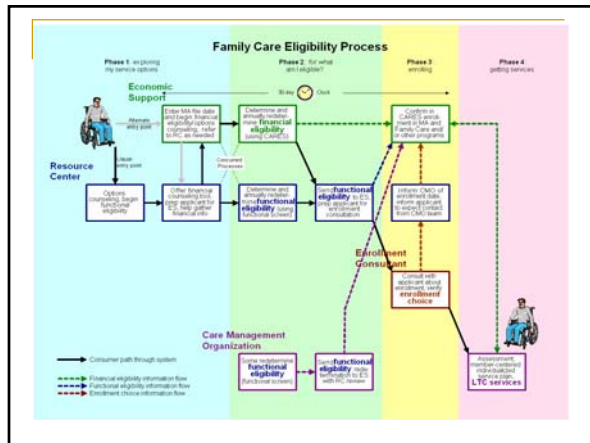 Family Care Eligibility Process
Phase 1: exploring
my service options
Phase 2: for what
am I eligible?
Phase 3:
enrolling
Phase 4:
getting services
Economic
Support
30-day Clock
Alternate
entry point
Enter MA file date and
begin financial
eligibility/options
counseling, refer
to RC as needed
Determine and
annually redeter-
mine financial
eligibility
(using CARES)
Confirm in
CARES enroll-
ment in MA and
Family Care and/
or other programs
Usual
entry point
Concurrent
Processes
Resource
Center
Options
counseling, begin
functional
eligibility
Offer financial
counseling tool,
prep applicant for
ES, help gather
financial info
Determine and
annually redeter-
mine functional
eligibility (using
functional screen)
Send functional
eligibility to ES,
prep applicant for
enrollment
consultation
Inform CMO of
enrollment date, inform
applicant to
expect contact
from CMO team
Enrollment
Consultant
Consult with
applicant about
enrollment, verify
enrollment
choice
Care Management
Organization
Some redetermine
functional
eligibility
(functional screen)
Send functional
eligibility rede-
termination to ES
with RC review
Assessment,
member-centered
individualized
service plan,
LTC services
Consumer path through system
Financial eligibility information flow
Functional eligibility information flow
Enrollment choice information flow